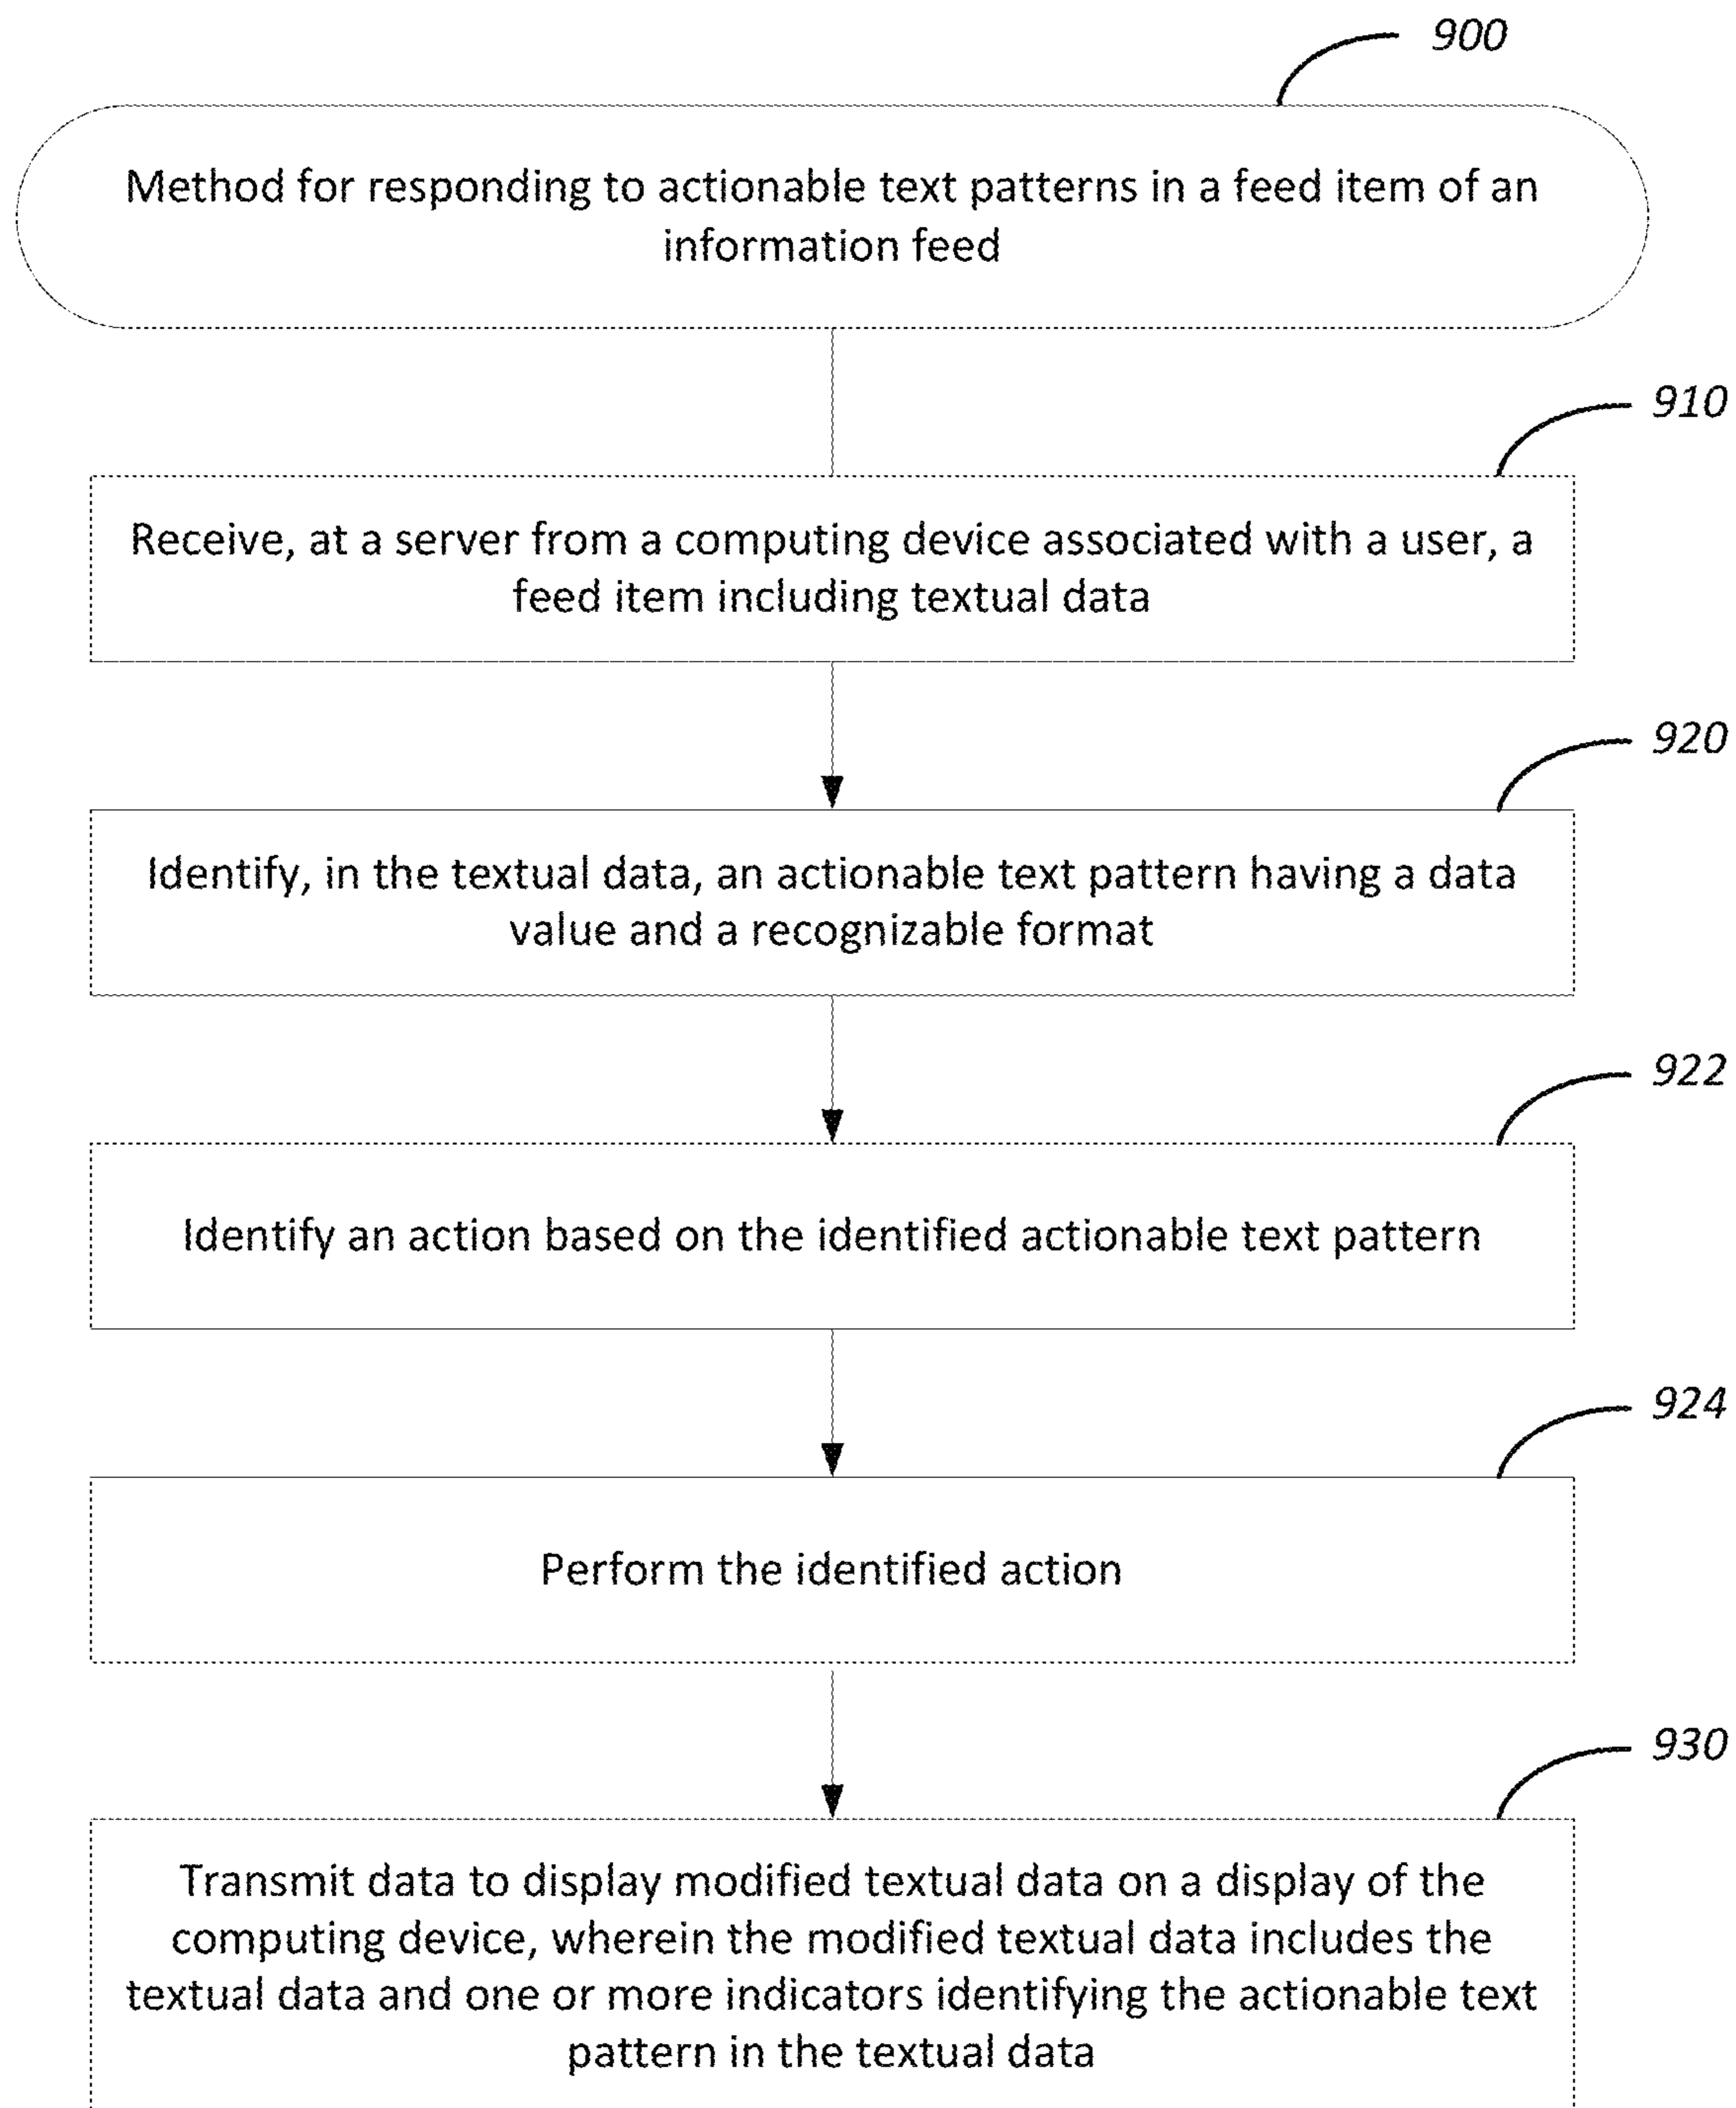 900
Method for responding to actionable text patterns in a feed item of an
information feed
910
Receive, at a server from a computing device associated with a user, a
feed item including textual data
920
Identify, in the textual data, an actionable text pattern having a data
value and a recognizable format
922
Identify an action based on the identified actionable text pattern
924
Perform the identified action
930
Transmit data to display modified textual data on a display of the
computing device, wherein the modified textual data includes the
textual data and one or more indicators identifying the actionable text
pattern in the textual data